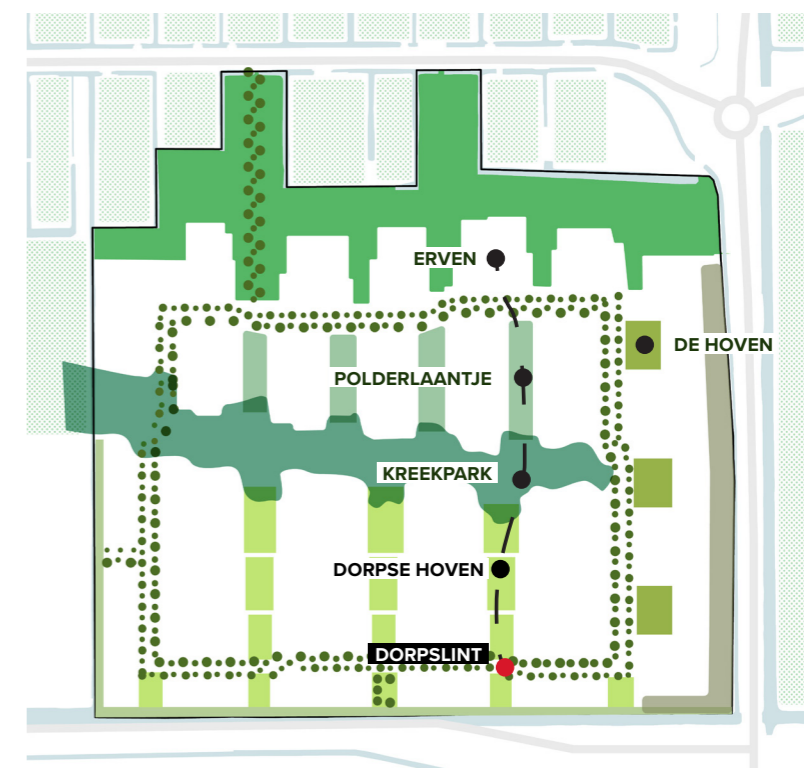 ERVEN
DE HOVEN
POLDERLAANTJE
KREEKPARK
DORPSE HOVEN
DORPSLINT